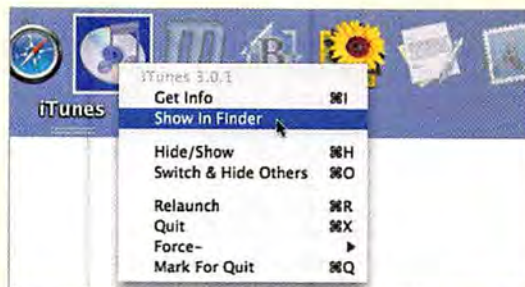 iTunes
iTunes 3.0.1
Get Info ⌘I
Show In Finder
Hide/Show ⌘H
Switch & Hide Others ⌘O
Relaunch ⌘R
Quit ⌘X
Force- ▶
Mark For Quit ⌘Q